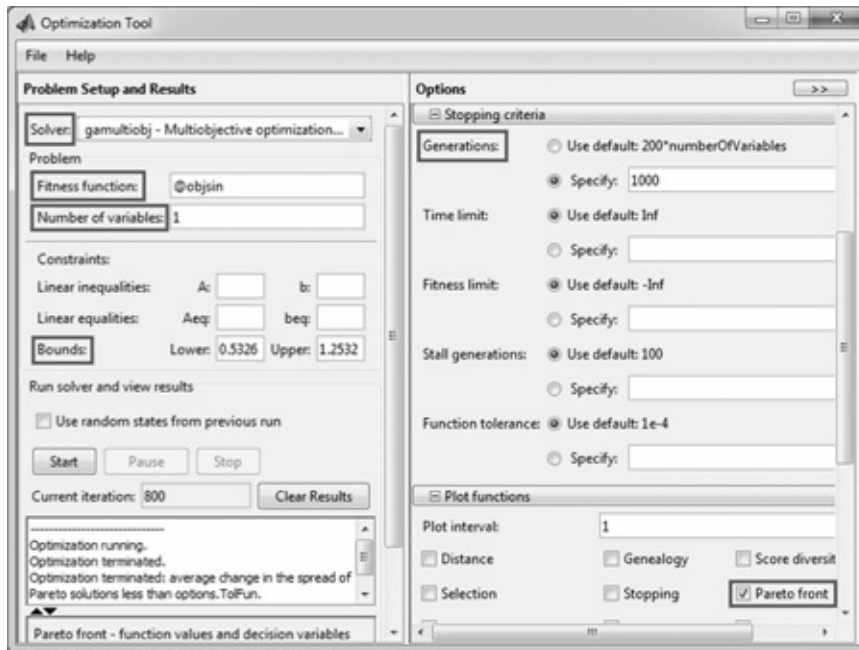 Optimization Tool
File Help
Problem Setup and Results
Solver: gamultiobj - Multiobjective optimization...
Problem
Fitness function: @objsin
Number of variables: 1
Constraints:
Linear inequalities: A: b:
Linear equalities: Aeq: beq:
Bounds: Lower: 0.5326 Upper: 1.2532
Run solver and view results
Use random states from previous run
Start Pause Stop
Current iteration: 800 Clear Results
Optimization running.
Optimization terminated.
Optimization terminated: average change in the spread of
Pareto solutions less than options.TolFun.
Pareto front - function values and decision variables
Options >>
Stopping criteria
Generations: Use default: 200*numberOfVariables
Specify: 1000
Time limit: Use default: Inf
Specify:
Fitness limit: Use default: -Inf
Specify:
Stall generations: Use default: 100
Specify:
Function tolerance: Use default: 1e-4
Specify:
Plot functions
Plot interval: 1
Distance Genealogy Score diversit
Selection Stopping Pareto front